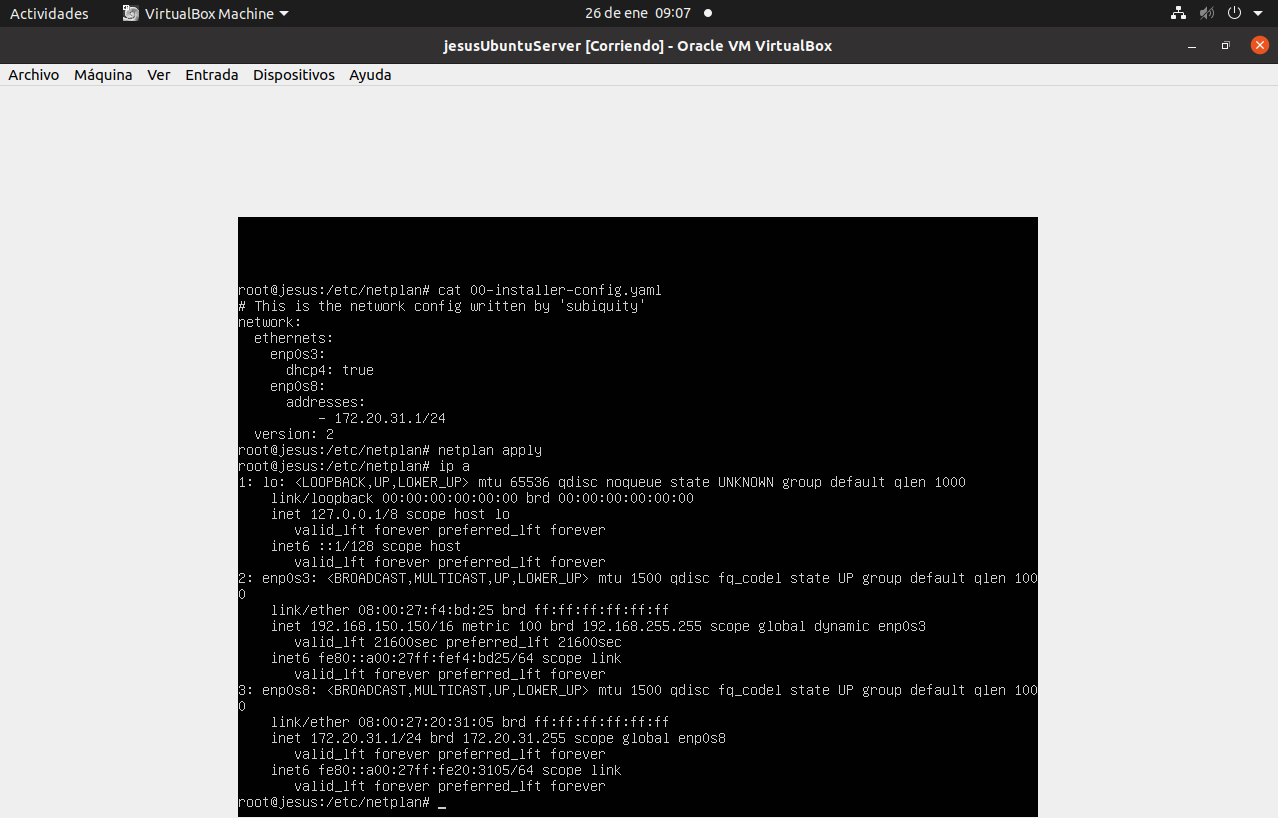 Actividades VirtualBox Machine 26 de ene 09:07
jesusUbuntuServer [Corriendo] - Oracle VM VirtualBox
Archivo Máquina Ver Entrada Dispositivos Ayuda
root@jesus:/etc/netplan# cat 00-installer-config.yaml
# This is the network config written by 'subiquity'
network:
  ethernets:
    enp0s3:
      dhcp4: true
    enp0s8:
      addresses:
          - 172.20.31.1/24
  version: 2
root@jesus:/etc/netplan# netplan apply
root@jesus:/etc/netplan# ip a
1: lo: <LOOPBACK,UP,LOWER_UP> mtu 65536 qdisc noqueue state UNKNOWN group default qlen 1000
    link/loopback 00:00:00:00:00:00 brd 00:00:00:00:00:00
    inet 127.0.0.1/8 scope host lo
       valid_lft forever preferred_lft forever
    inet6 ::1/128 scope host
       valid_lft forever preferred_lft forever
2: enp0s3: <BROADCAST,MULTICAST,UP,LOWER_UP> mtu 1500 qdisc fq_codel state UP group default qlen 100
0
    link/ether 08:00:27:f4:bd:25 brd ff:ff:ff:ff:ff:ff
    inet 192.168.150.150/16 metric 100 brd 192.168.255.255 scope global dynamic enp0s3
       valid_lft 21600sec preferred_lft 21600sec
    inet6 fe80::a00:27ff:fef4:bd25/64 scope link
       valid_lft forever preferred_lft forever
3: enp0s8: <BROADCAST,MULTICAST,UP,LOWER_UP> mtu 1500 qdisc fq_codel state UP group default qlen 100
0
    link/ether 08:00:27:20:31:05 brd ff:ff:ff:ff:ff:ff
    inet 172.20.31.1/24 brd 172.20.31.255 scope global enp0s8
       valid_lft forever preferred_lft forever
    inet6 fe80::a00:27ff:fe20:3105/64 scope link
       valid_lft forever preferred_lft forever
root@jesus:/etc/netplan# _